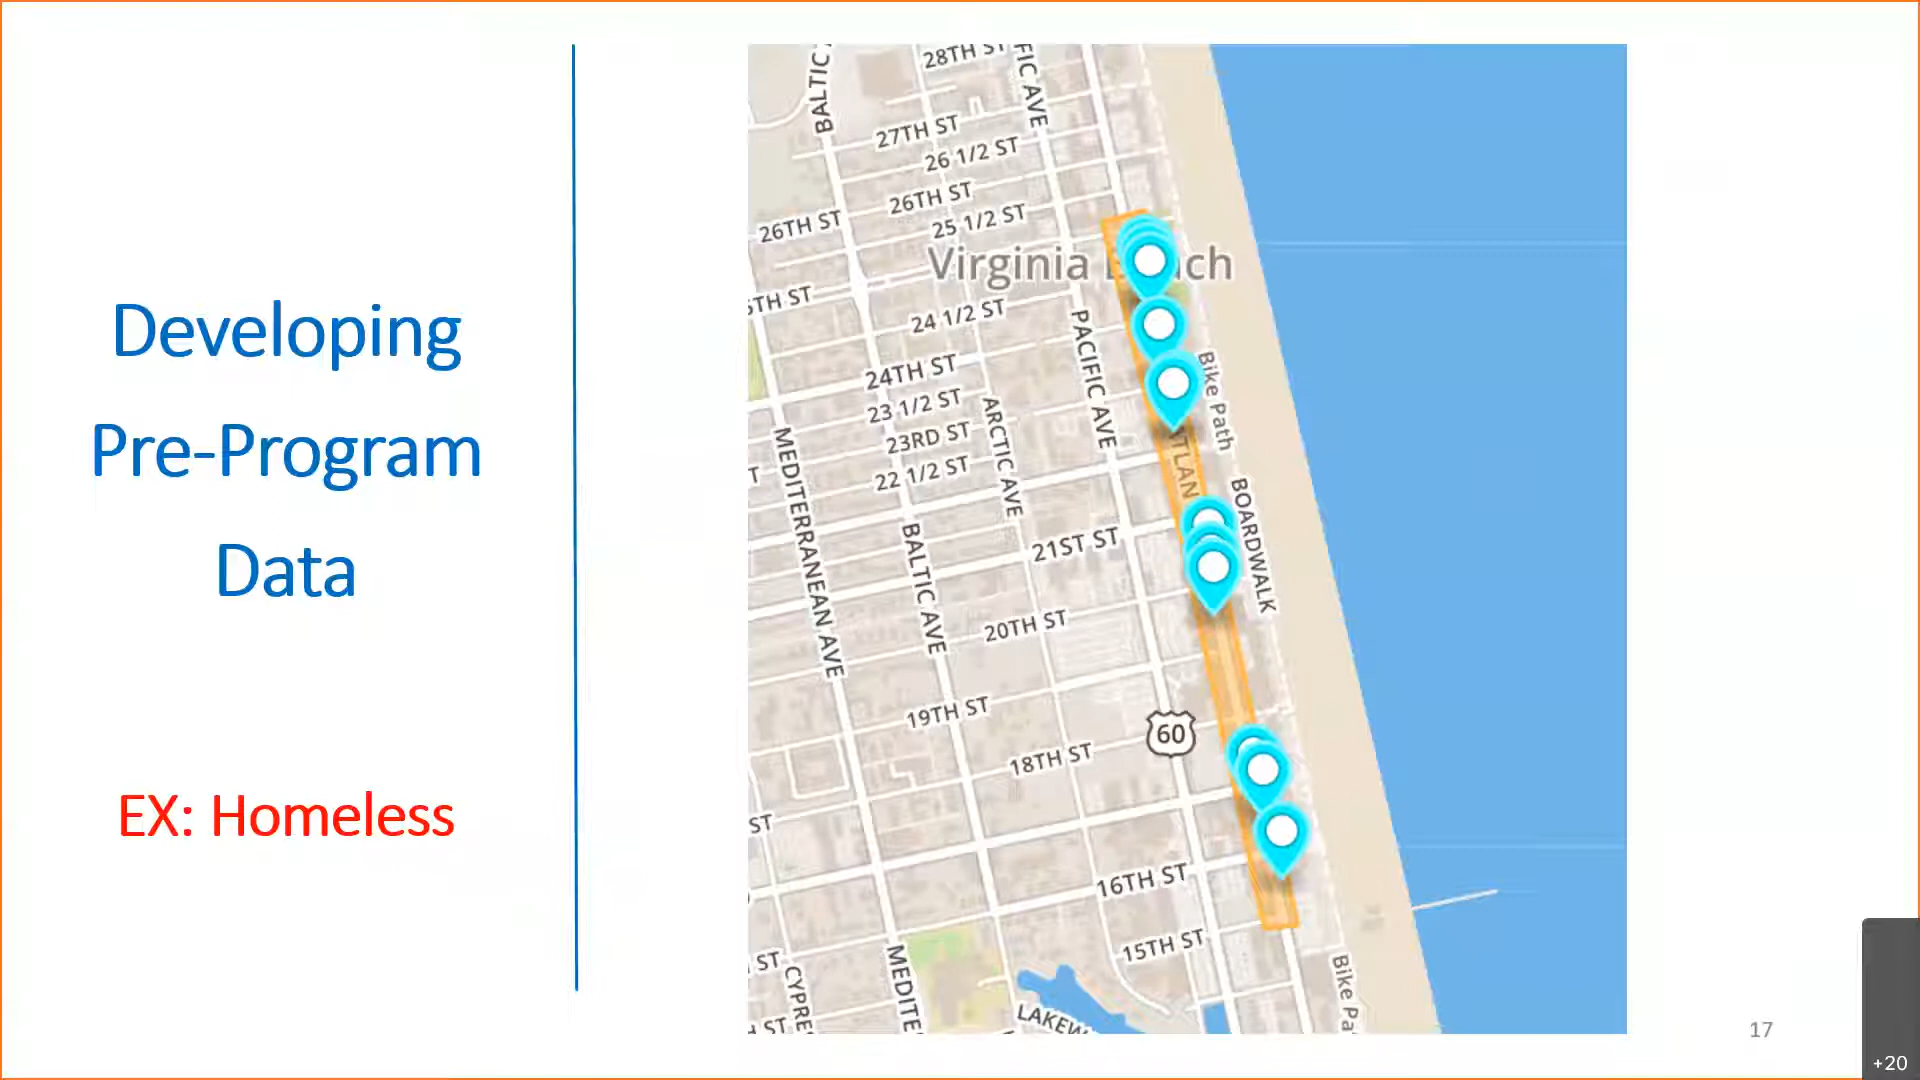 Developing
Pre-Program
Data
EX: Homeless
28TH ST
BALTIC
FIC AVE
27TH ST
26 1/2 ST
26TH ST
26TH ST
25 1/2 ST
Virginia
ch
5TH ST
24 1/2 ST
PACIFIC AVE
Bike Path
24TH ST
23 1/2 ST
ARCTIC AVE
23RD ST
22 1/2 ST
MEDITERRANEAN AVE
ATLAN
BOARDWALK
BALTIC AVE
21ST ST
20TH ST
19TH ST
60
18TH ST
ST
16TH ST
15TH ST
ST
CYPRE
MEDITE
Bike Pa
ST
LAKEW
17
+20